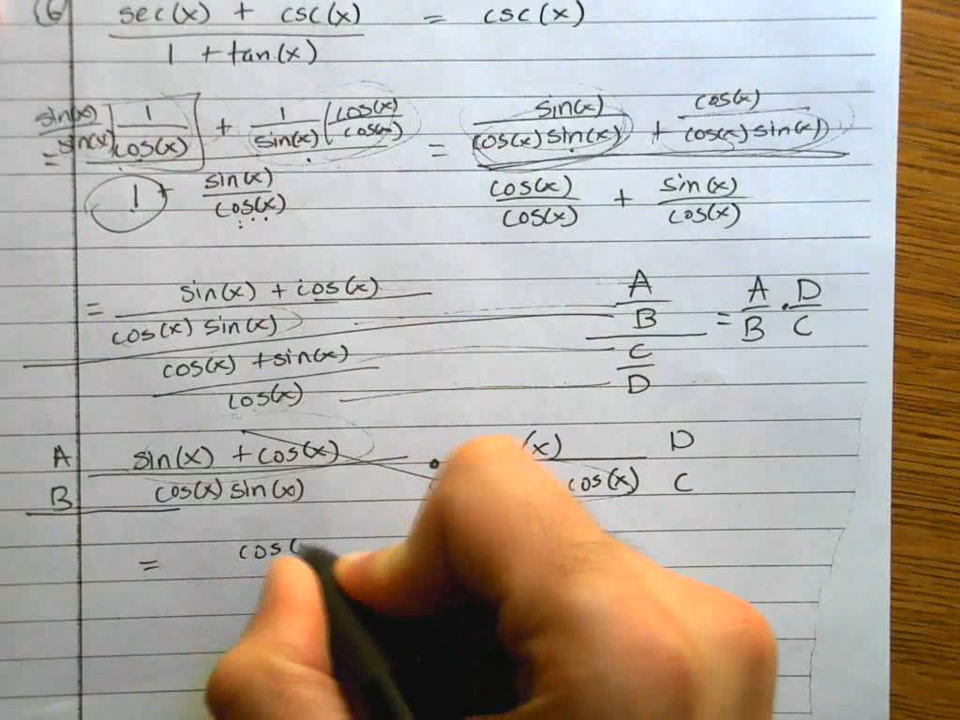 (6) sec(x) + csc(x) / 1 + tan(x) = csc(x)
= sin(x)/sin(x) [1/cos(x)] + 1/sin(x) (cos(x)/cos(x)) = sin(x)/(cos(x) sin(x)) + cos(x)/(cos(x) sin(x))
1 + sin(x)/cos(x) cos(x)/cos(x) + sin(x)/cos(x)
= sin(x) + cos(x) A
cos(x) sin(x) B = A/B · D/C
cos(x) + sin(x) C
cos(x) D
A sin(x) + cos(x) · (x) D
B cos(x) sin(x) cos(x) C
= cos(